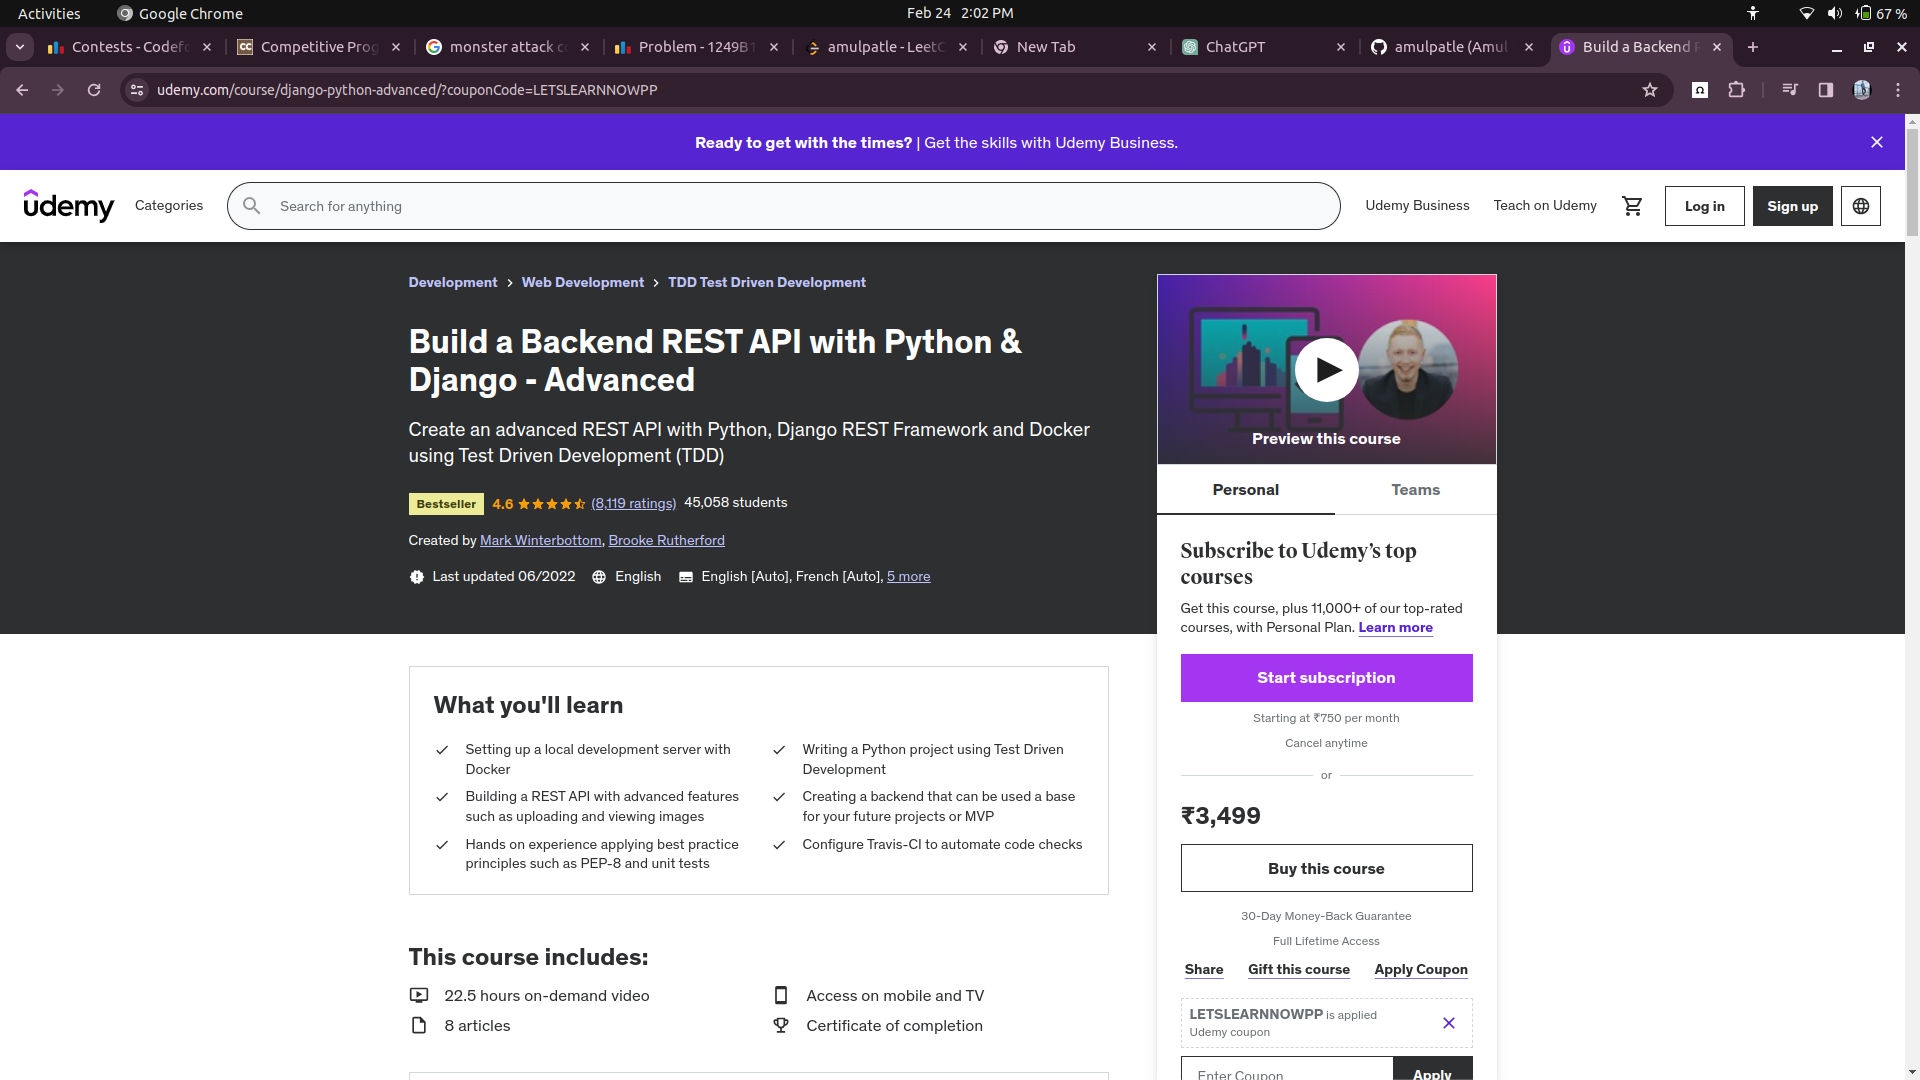 Activities
Google Chrome
Feb 24 2:02 PM
67 %
Contests - Codefo
Competitive Prog
monster attack co
Problem - 1249B1
amulpatle - LeetC
New Tab
ChatGPT
amulpatle (Amul
Build a Backend R
udemy.com/course/django-python-advanced/?couponCode=LETSLEARNNOWPP
Ready to get with the times? | Get the skills with Udemy Business.
udemy
Categories
Search for anything
Udemy Business
Teach on Udemy
Log in
Sign up
Development > Web Development > TDD Test Driven Development
Build a Backend REST API with Python &
Django - Advanced
Create an advanced REST API with Python, Django REST Framework and Docker
using Test Driven Development (TDD)
Bestseller 4.6 (8,119 ratings) 45,058 students
Created by Mark Winterbottom, Brooke Rutherford
Last updated 06/2022 English English [Auto], French [Auto], 5 more
Preview this course
Personal
Teams
Subscribe to Udemy’s top
courses
Get this course, plus 11,000+ of our top-rated
courses, with Personal Plan. Learn more
Start subscription
Starting at ₹750 per month
Cancel anytime
or
₹3,499
Buy this course
30-Day Money-Back Guarantee
Full Lifetime Access
Share
Gift this course
Apply Coupon
LETSLEARNNOWPP is applied
Udemy coupon
Enter Coupon
Apply
What you'll learn
Setting up a local development server with
Docker
Building a REST API with advanced features
such as uploading and viewing images
Hands on experience applying best practice
principles such as PEP-8 and unit tests
Writing a Python project using Test Driven
Development
Creating a backend that can be used a base
for your future projects or MVP
Configure Travis-CI to automate code checks
This course includes:
22.5 hours on-demand video
8 articles
Access on mobile and TV
Certificate of completion